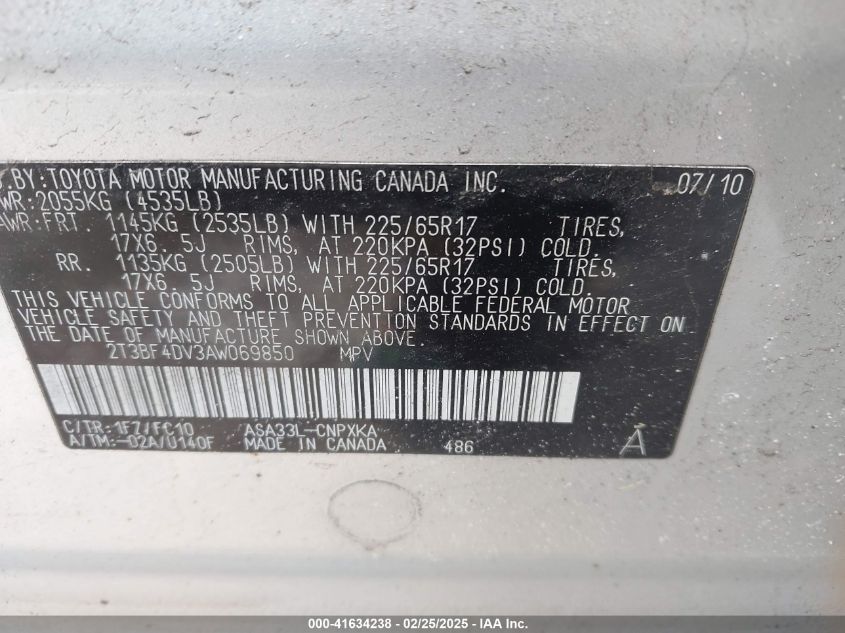 BY: TOYOTA MOTOR MANUFACTURING CANADA INC. 07/10
WR: 2055KG (4535LB)
AWR: FRT. 1145KG (2535LB) WITH 225/65R17 TIRES,
17X6. 5J RIMS, AT 220KPA (32PSI) COLD.
RR. 1135KG (2505LB) WITH 225/65R17 TIRES,
17X6. 5J RIMS, AT 220KPA (32PSI) COLD.
THIS VEHICLE CONFORMS TO ALL APPLICABLE FEDERAL MOTOR
VEHICLE SAFETY AND THEFT PREVENTION STANDARDS IN EFFECT ON
THE DATE OF MANUFACTURE SHOWN ABOVE.
2T3BF4DV3AW069850 MPV
C/TR: 1F7/FC10 ASA33L-CNPXKA
A/TM: -02A/U140F MADE IN CANADA 486 A
000-41634238 - 02/25/2025 - IAA Inc.